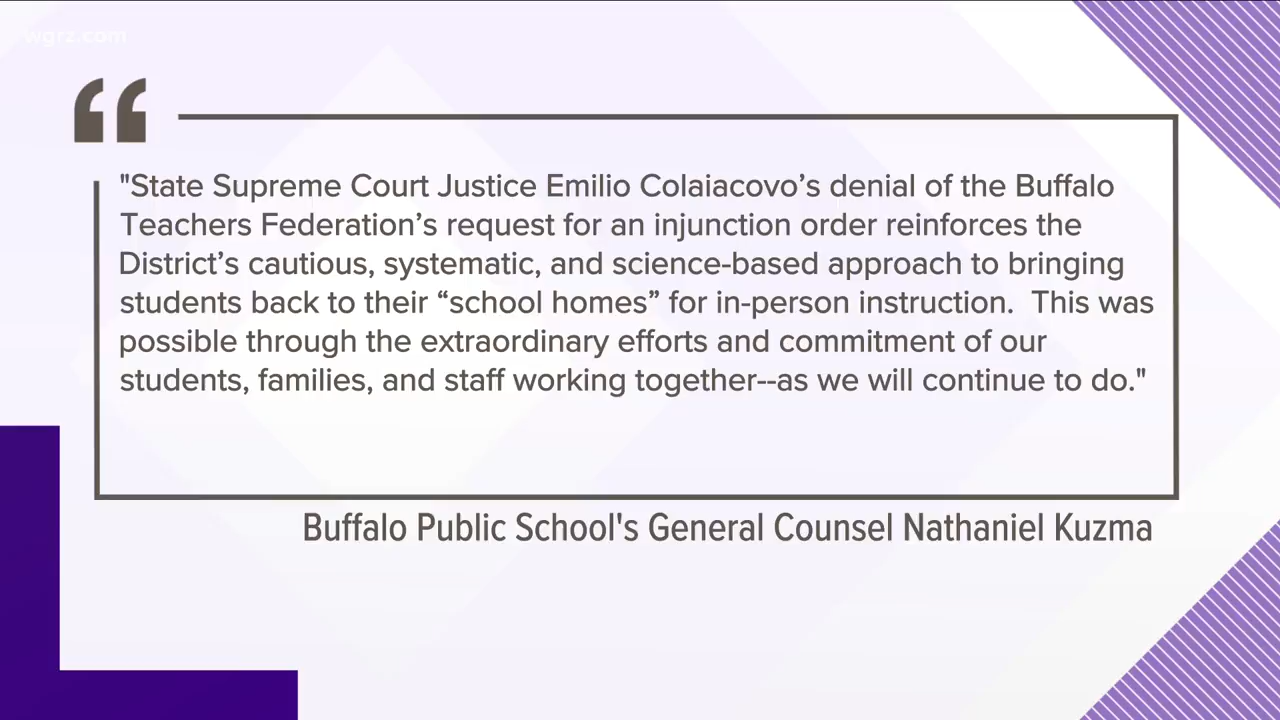 wgrz.com
“
"State Supreme Court Justice Emilio Colaiacovo’s denial of the Buffalo
Teachers Federation’s request for an injunction order reinforces the
District’s cautious, systematic, and science-based approach to bringing
students back to their “school homes” for in-person instruction.  This was
possible through the extraordinary efforts and commitment of our
students, families, and staff working together--as we will continue to do."
Buffalo Public School's General Counsel Nathaniel Kuzma